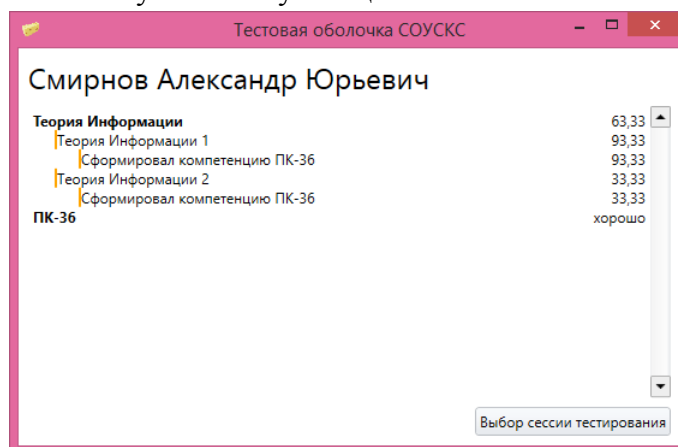 Тестовая оболочка СОУСКС
Смирнов Александр Юрьевич
Теория Информации 63,33
Теория Информации 1 93,33
Сформировал компетенцию ПК-36 93,33
Теория Информации 2 33,33
Сформировал компетенцию ПК-36 33,33
ПК-36 хорошо
Выбор сессии тестирования